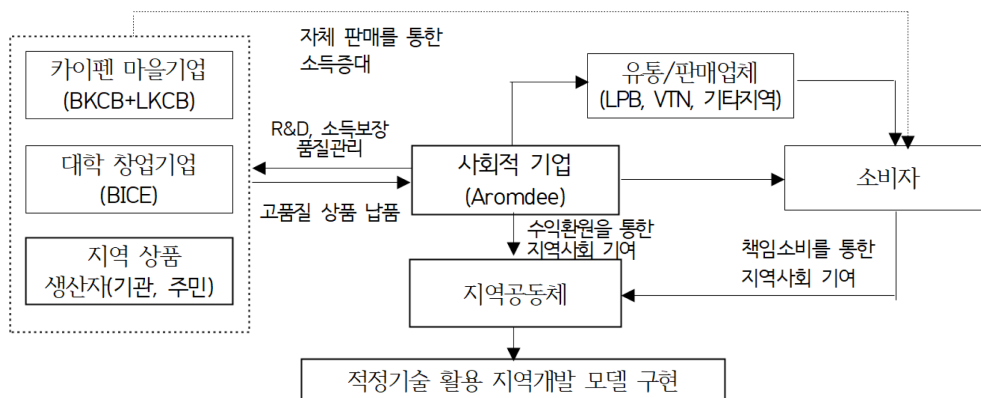 자체 판매를 통한
소득증대
카이펜 마을기업
(BKCB+LKCB)
유통/판매업체
(LPB, VTN, 기타지역)
R&D, 소득보장
품질관리
대학 창업기업
(BICE)
사회적 기업
(Aromdee)
소비자
고품질 상품 납품
수익환원을 통한
지역사회 기여
책임소비를 통한
지역사회 기여
지역 상품
생산자(기관, 주민)
지역공동체
적정기술 활용 지역개발 모델 구현